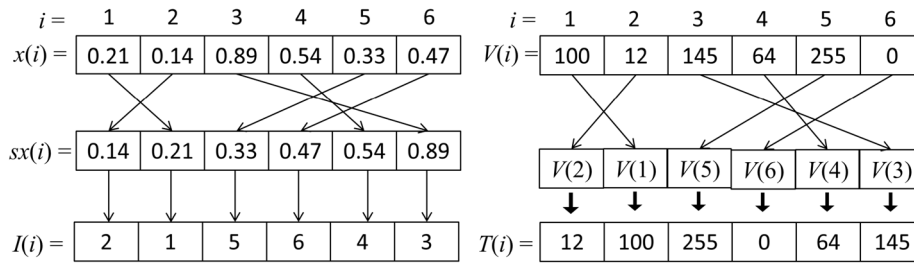 i = 1 2 3 4 5 6
x(i) = 0.21 0.14 0.89 0.54 0.33 0.47
sx(i) = 0.14 0.21 0.33 0.47 0.54 0.89
I(i) = 2 1 5 6 4 3
i = 1 2 3 4 5 6
V(i) = 100 12 145 64 255 0
V(2) V(1) V(5) V(6) V(4) V(3)
T(i) = 12 100 255 0 64 145